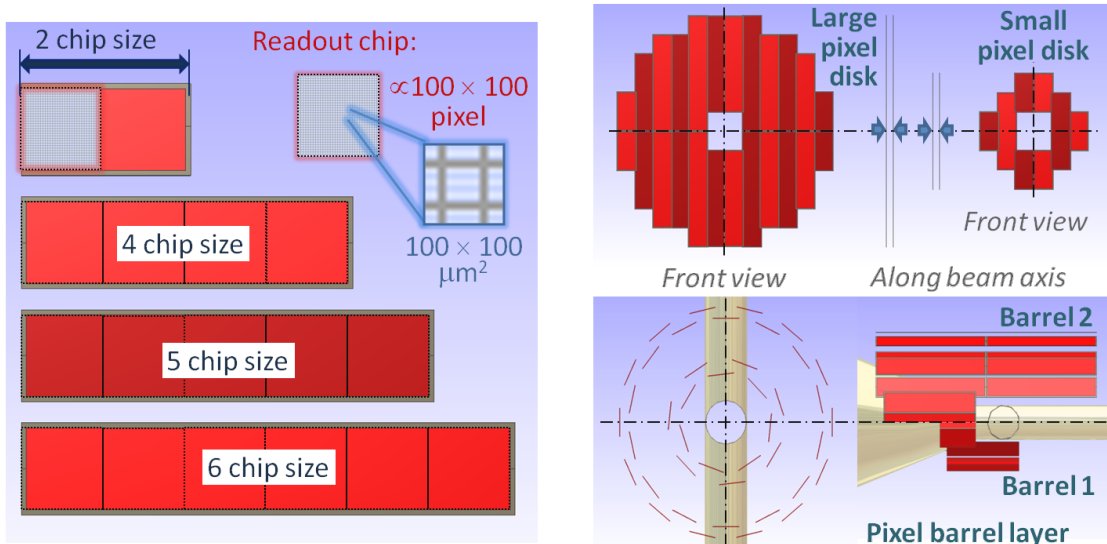 2 chip size
Readout chip:
∝100 × 100
pixel
100 × 100
μm²
4 chip size
5 chip size
6 chip size
Large
pixel
disk
Small
pixel disk
Front view
Front view
Along beam axis
Barrel 2
Barrel 1
Pixel barrel layer